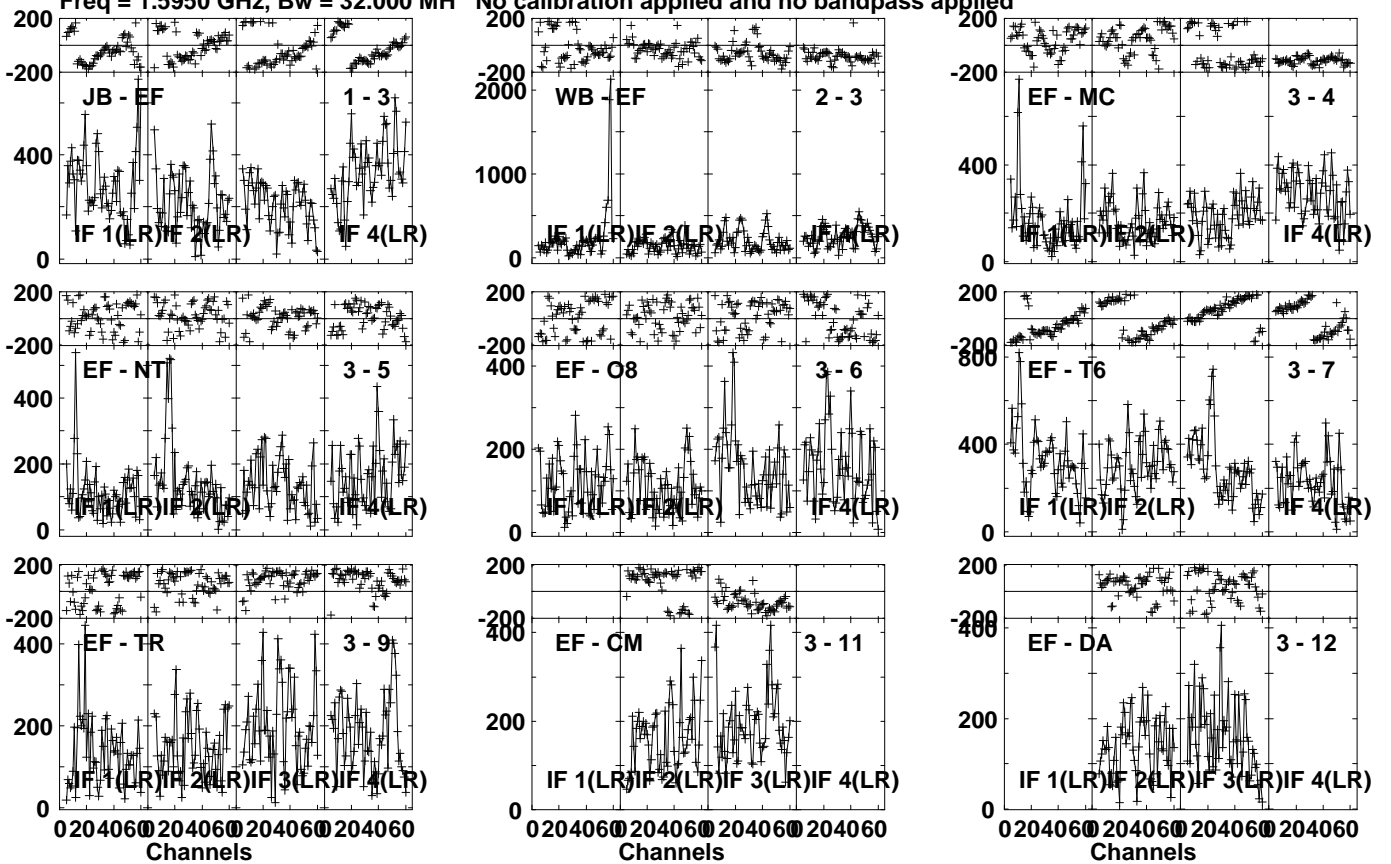 Freq = 1.5950 GHz, Bw = 32.000 MH No calibration applied and no bandpass applied
200
-200
JB - EF 1 - 3
400
0
IF 1(LR) IF 2(LR) IF 4(LR)
200
-200
WB - EF 2 - 3
2000
1000
0
IF 1(LR) IF 2(LR) IF 4(LR)
200
-200
EF - MC 3 - 4
400
0
IF 1(LR) IF 2(LR) IF 4(LR)
200
-200
EF - NT 3 - 5
400
200
0
IF 1(LR) IF 2(LR) IF 4(LR)
200
-200
EF - O8 3 - 6
400
200
0
IF 1(LR) IF 2(LR) IF 4(LR)
200
-200
EF - T6 3 - 7
800
400
0
IF 1(LR) IF 2(LR) IF 4(LR)
200
-200
EF - TR 3 - 9
400
200
0
IF 1(LR) IF 2(LR) IF 3(LR) IF 4(LR)
0 20 40 60 0 20 40 60 0 20 40 60 0 20 40 60
Channels
200
-200
EF - CM 3 - 11
400
200
0
IF 1(LR) IF 2(LR) IF 3(LR) IF 4(LR)
0 20 40 60 0 20 40 60 0 20 40 60 0 20 40 60
Channels
200
-200
EF - DA 3 - 12
400
200
0
IF 1(LR) IF 2(LR) IF 3(LR) IF 4(LR)
0 20 40 60 0 20 40 60 0 20 40 60 0 20 40 60
Channels